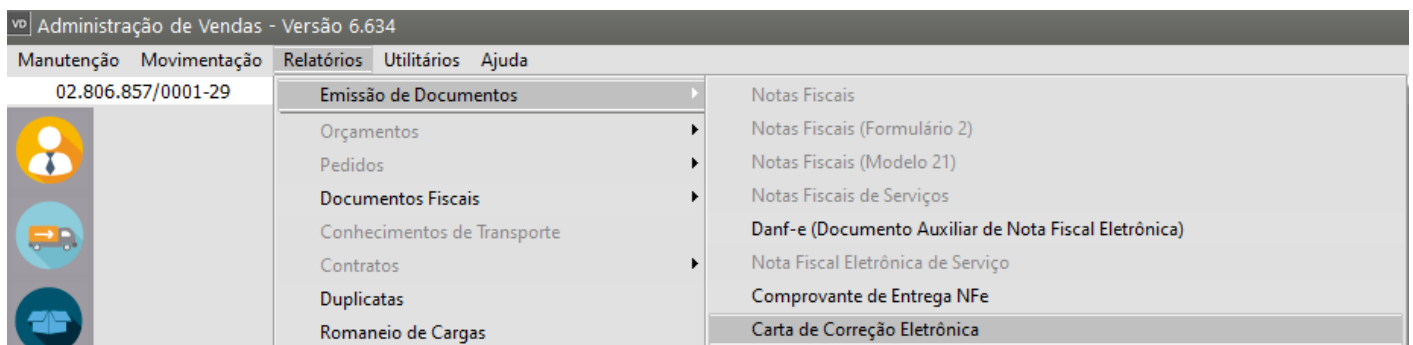 VD Administração de Vendas - Versão 6.634
Manutenção Movimentação Relatórios Utilitários Ajuda
02.806.857/0001-29
Emissão de Documentos
Orçamentos
Pedidos
Documentos Fiscais
Conhecimentos de Transporte
Contratos
Duplicatas
Romaneio de Cargas
Notas Fiscais
Notas Fiscais (Formulário 2)
Notas Fiscais (Modelo 21)
Notas Fiscais de Serviços
Danf-e (Documento Auxiliar de Nota Fiscal Eletrônica)
Nota Fiscal Eletrônica de Serviço
Comprovante de Entrega NFe
Carta de Correção Eletrônica